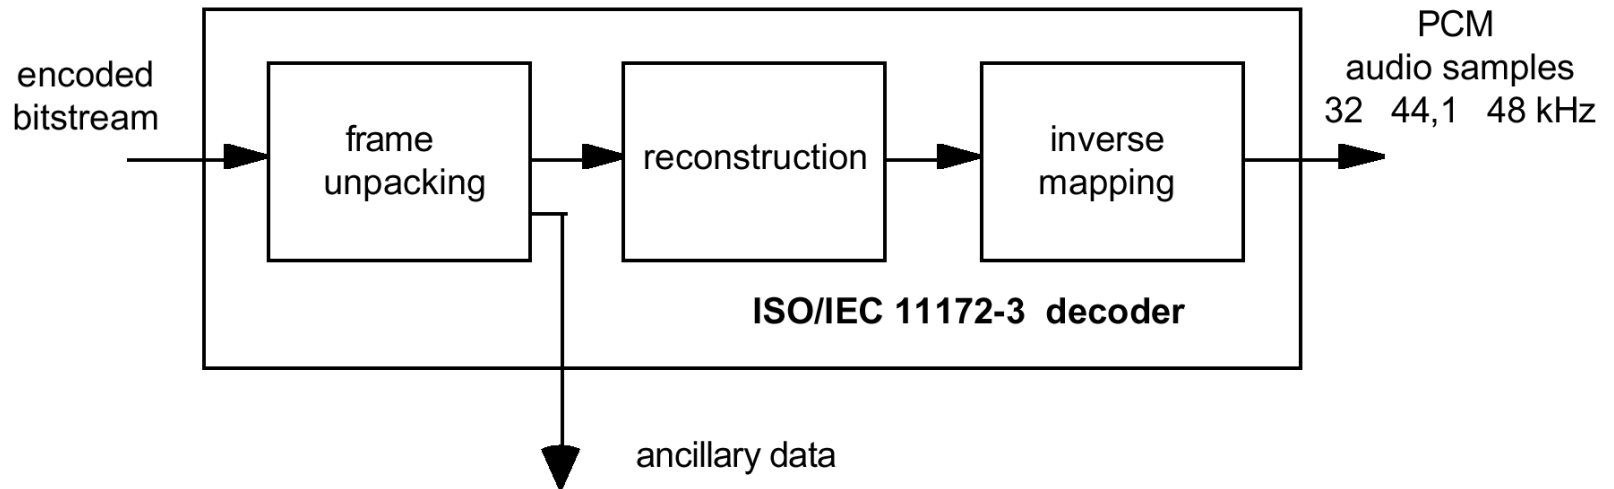 encoded
bitstream
frame
unpacking
reconstruction
inverse
mapping
PCM
audio samples
32 44,1 48 kHz
ISO/IEC 11172-3 decoder
ancillary data